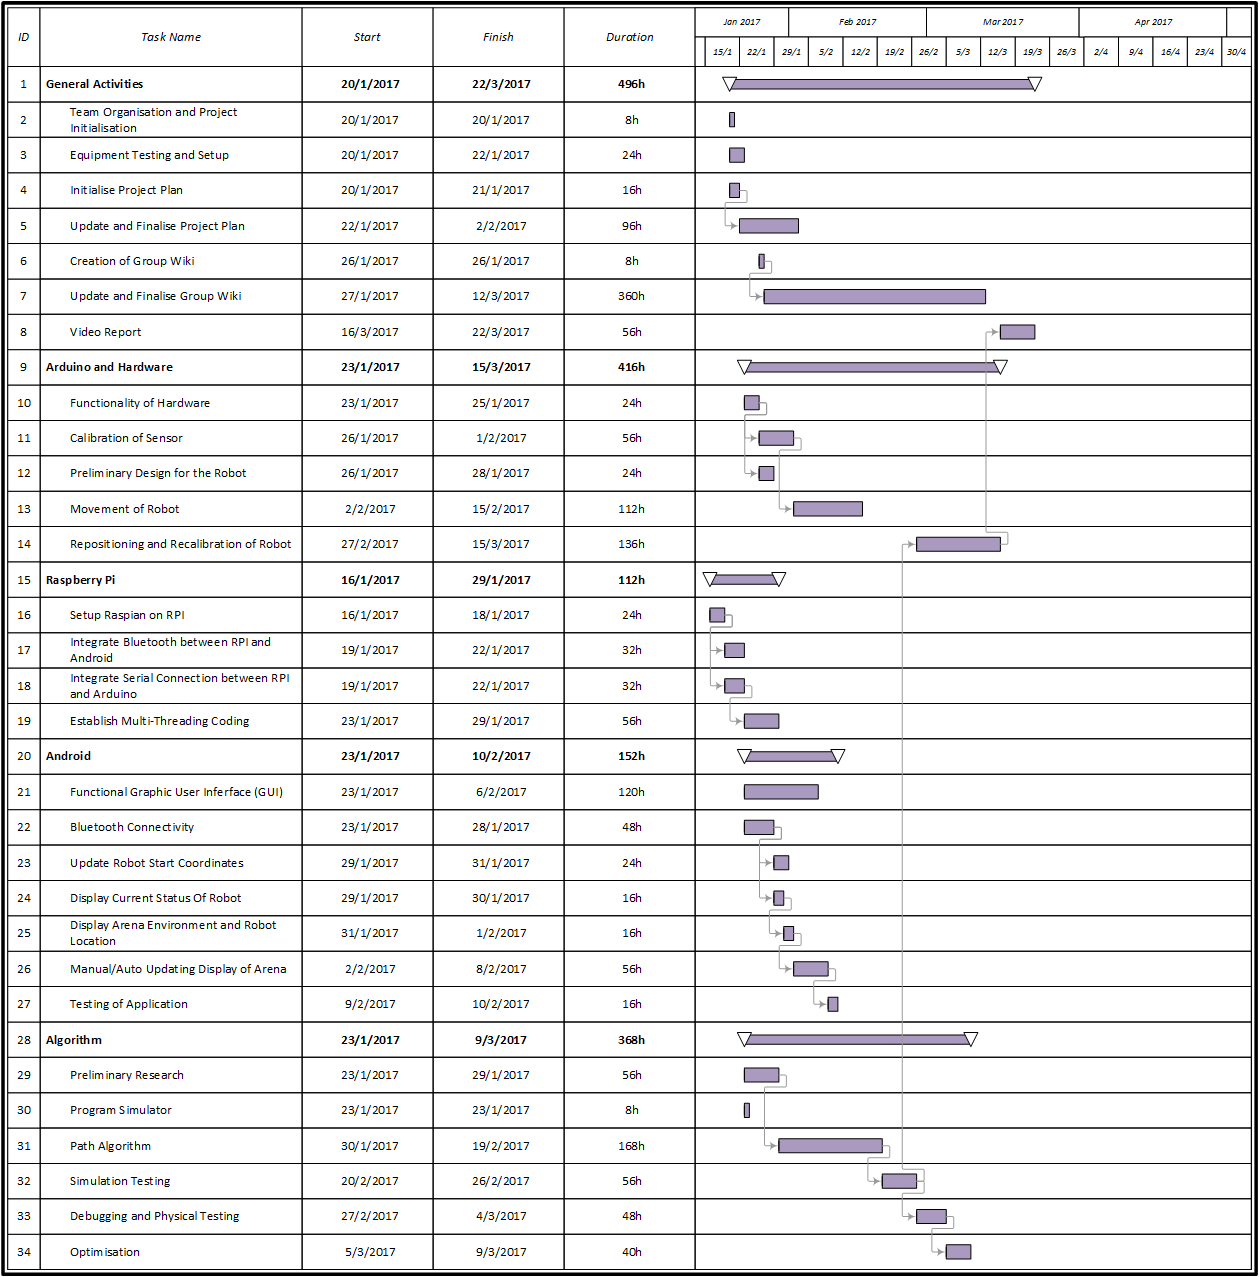 ID Task Name Start Finish Duration Jan 2017 Feb 2017 Mar 2017 Apr 2017
15/1 22/1 29/1 5/2 12/2 19/2 26/2 5/3 12/3 19/3 26/3 2/4 9/4 16/4 23/4 30/4
1 General Activities 20/1/2017 22/3/2017 496h
2 Team Organisation and Project
Initialisation 20/1/2017 20/1/2017 8h
3 Equipment Testing and Setup 20/1/2017 22/1/2017 24h
4 Initialise Project Plan 20/1/2017 21/1/2017 16h
5 Update and Finalise Project Plan 22/1/2017 2/2/2017 96h
6 Creation of Group Wiki 26/1/2017 26/1/2017 8h
7 Update and Finalise Group Wiki 27/1/2017 12/3/2017 360h
8 Video Report 16/3/2017 22/3/2017 56h
9 Arduino and Hardware 23/1/2017 15/3/2017 416h
10 Functionality of Hardware 23/1/2017 25/1/2017 24h
11 Calibration of Sensor 26/1/2017 1/2/2017 56h
12 Preliminary Design for the Robot 26/1/2017 28/1/2017 24h
13 Movement of Robot 2/2/2017 15/2/2017 112h
14 Repositioning and Recalibration of Robot 27/2/2017 15/3/2017 136h
15 Raspberry Pi 16/1/2017 29/1/2017 112h
16 Setup Raspian on RPI 16/1/2017 18/1/2017 24h
17 Integrate Bluetooth between RPI and
Android 19/1/2017 22/1/2017 32h
18 Integrate Serial Connection between RPI
and Arduino 19/1/2017 22/1/2017 32h
19 Establish Multi-Threading Coding 23/1/2017 29/1/2017 56h
20 Android 23/1/2017 10/2/2017 152h
21 Functional Graphic User Inferface (GUI) 23/1/2017 6/2/2017 120h
22 Bluetooth Connectivity 23/1/2017 28/1/2017 48h
23 Update Robot Start Coordinates 29/1/2017 31/1/2017 24h
24 Display Current Status Of Robot 29/1/2017 30/1/2017 16h
25 Display Arena Environment and Robot
Location 31/1/2017 1/2/2017 16h
26 Manual/Auto Updating Display of Arena 2/2/2017 8/2/2017 56h
27 Testing of Application 9/2/2017 10/2/2017 16h
28 Algorithm 23/1/2017 9/3/2017 368h
29 Preliminary Research 23/1/2017 29/1/2017 56h
30 Program Simulator 23/1/2017 23/1/2017 8h
31 Path Algorithm 30/1/2017 19/2/2017 168h
32 Simulation Testing 20/2/2017 26/2/2017 56h
33 Debugging and Physical Testing 27/2/2017 4/3/2017 48h
34 Optimisation 5/3/2017 9/3/2017 40h